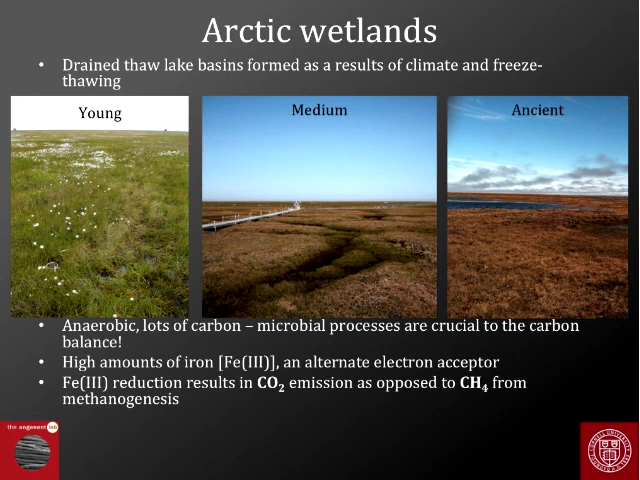 Arctic wetlands
• Drained thaw lake basins formed as a results of climate and freeze-
thawing
Young
Medium
Ancient
• Anaerobic, lots of carbon – microbial processes are crucial to the carbon
balance!
• High amounts of iron [Fe(III)], an alternate electron acceptor
• Fe(III) reduction results in CO₂ emission as opposed to CH₄ from
methanogenesis
the angenent lab